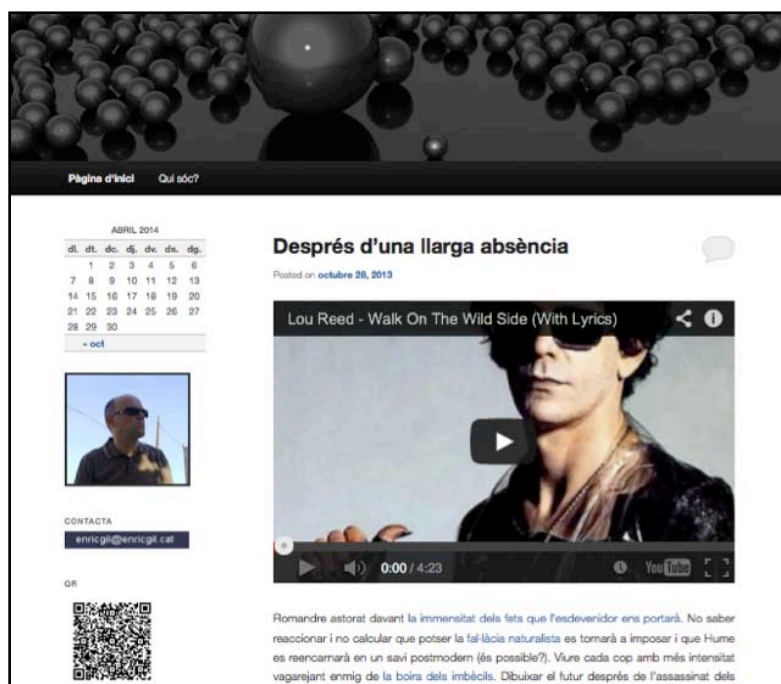 Pàgina d'inici Qui sóc?
ABRIL 2014
dl. dt. dc. dj. dv. ds. dg.
1 2 3 4 5 6
7 8 9 10 11 12 13
14 15 16 17 18 19 20
21 22 23 24 25 26 27
28 29 30
« oct
CONTACTA
enricgil@enricgil.cat
QR
Després d'una llarga absència
Posted on octubre 28, 2013
Lou Reed - Walk On The Wild Side (With Lyrics)
0:00 / 4:23
YouTube
Romandre astorat davant la immensitat dels fets que l'esdevenidor ens portarà. No saber
reaccionar i no calcular que potser la fal·làcia naturalista es tornarà a imposar i que Hume
es reencarnarà en un savi postmodern (és possible?). Viure cada cop amb més intensitat
vagarejant enmig de la boira dels imbècils. Dibuixar el futur després de l'assassinat dels